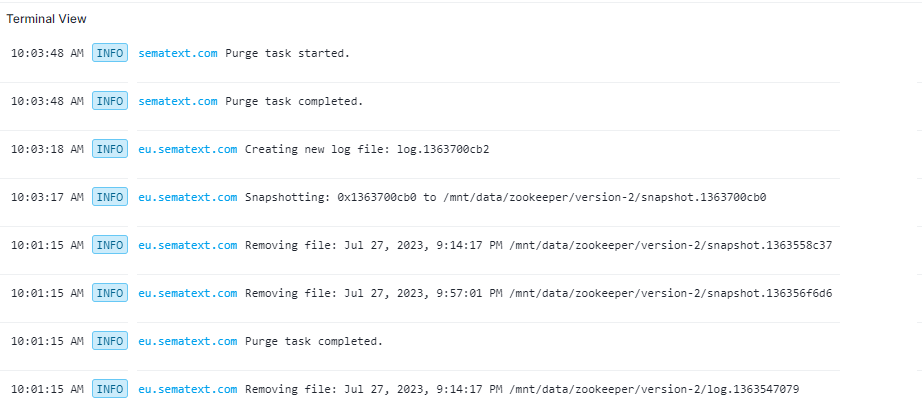 Terminal View
10:03:48 AM INFO sematext.com Purge task started.
10:03:48 AM INFO sematext.com Purge task completed.
10:03:18 AM INFO eu.sematext.com Creating new log file: log.1363700cb2
10:03:17 AM INFO eu.sematext.com Snapshotting: 0x1363700cb0 to /mnt/data/zookeeper/version-2/snapshot.1363700cb0
10:01:15 AM INFO eu.sematext.com Removing file: Jul 27, 2023, 9:14:17 PM /mnt/data/zookeeper/version-2/snapshot.1363558c37
10:01:15 AM INFO eu.sematext.com Removing file: Jul 27, 2023, 9:57:01 PM /mnt/data/zookeeper/version-2/snapshot.136356f6d6
10:01:15 AM INFO eu.sematext.com Purge task completed.
10:01:15 AM INFO eu.sematext.com Removing file: Jul 27, 2023, 9:14:17 PM /mnt/data/zookeeper/version-2/log.1363547079